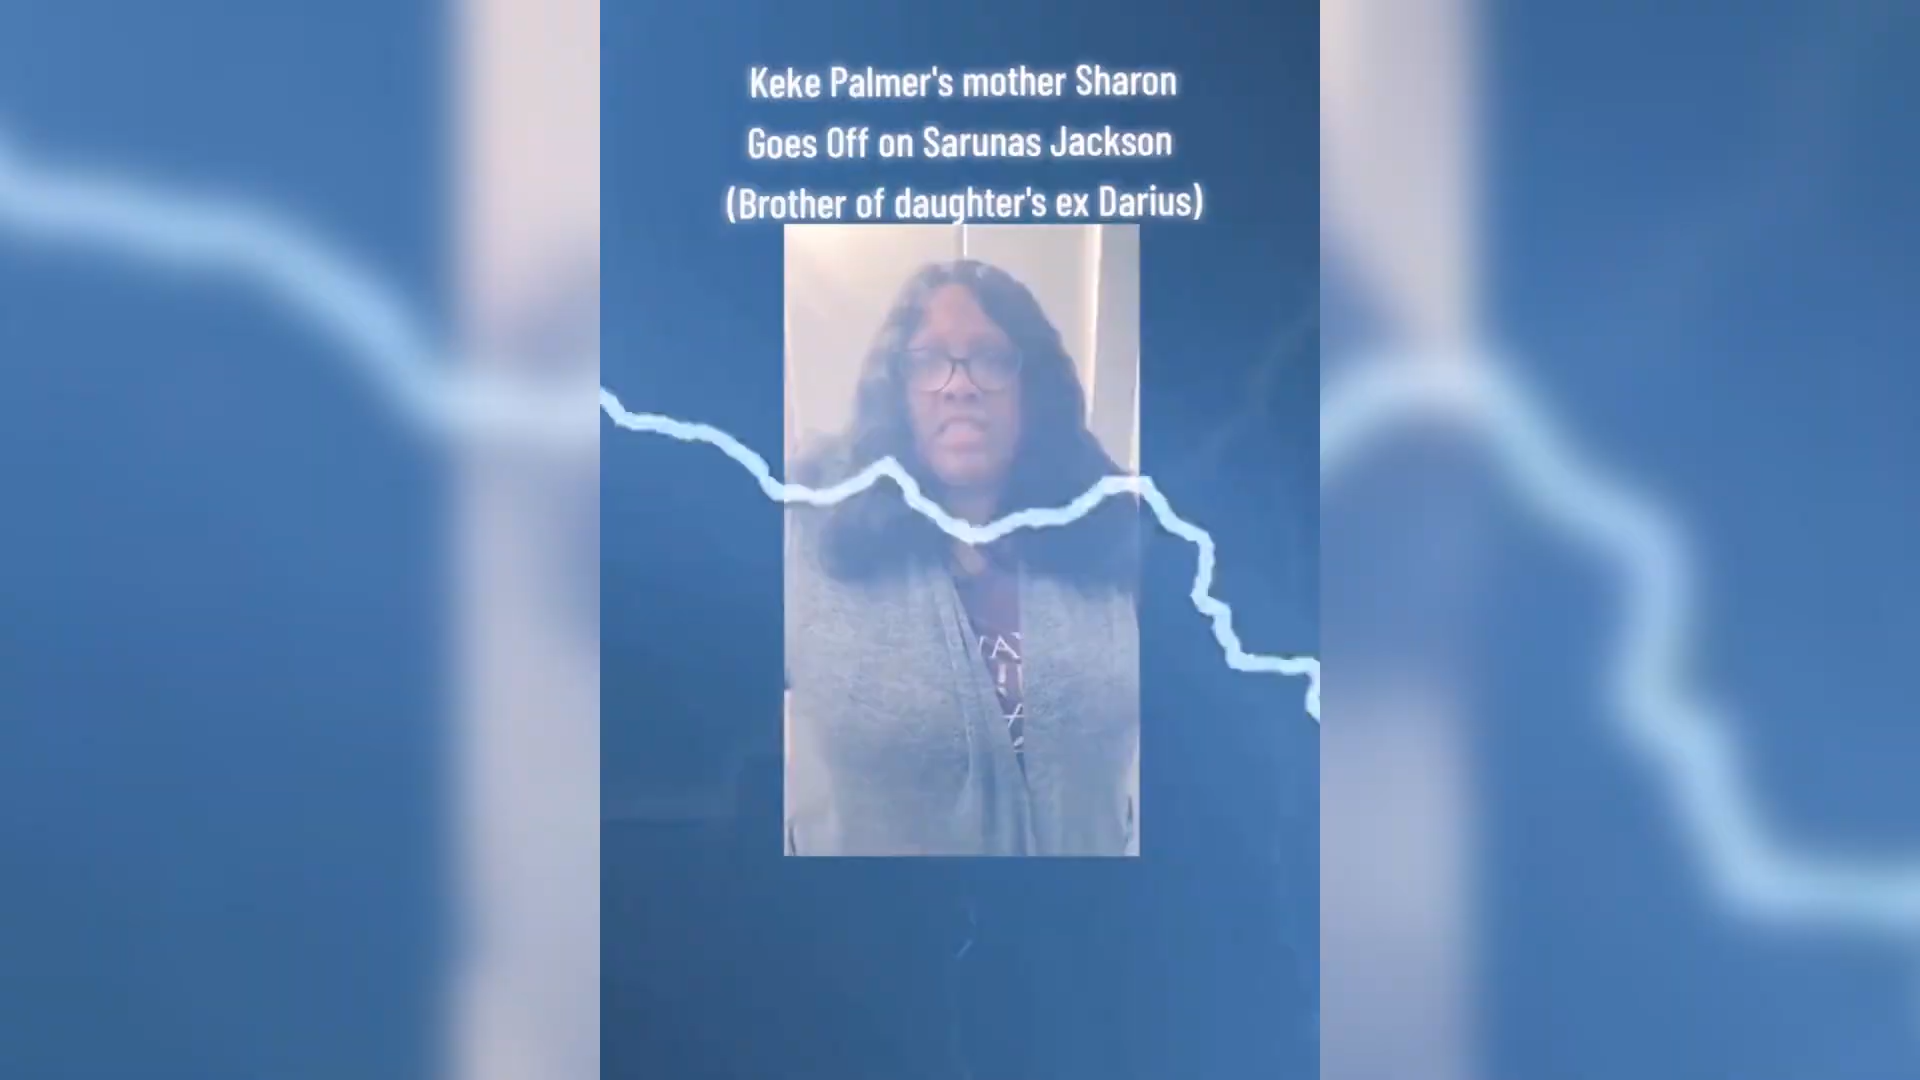 Keke Palmer's mother Sharon
Goes Off on Sarunas Jackson
(Brother of daughter's ex Darius)